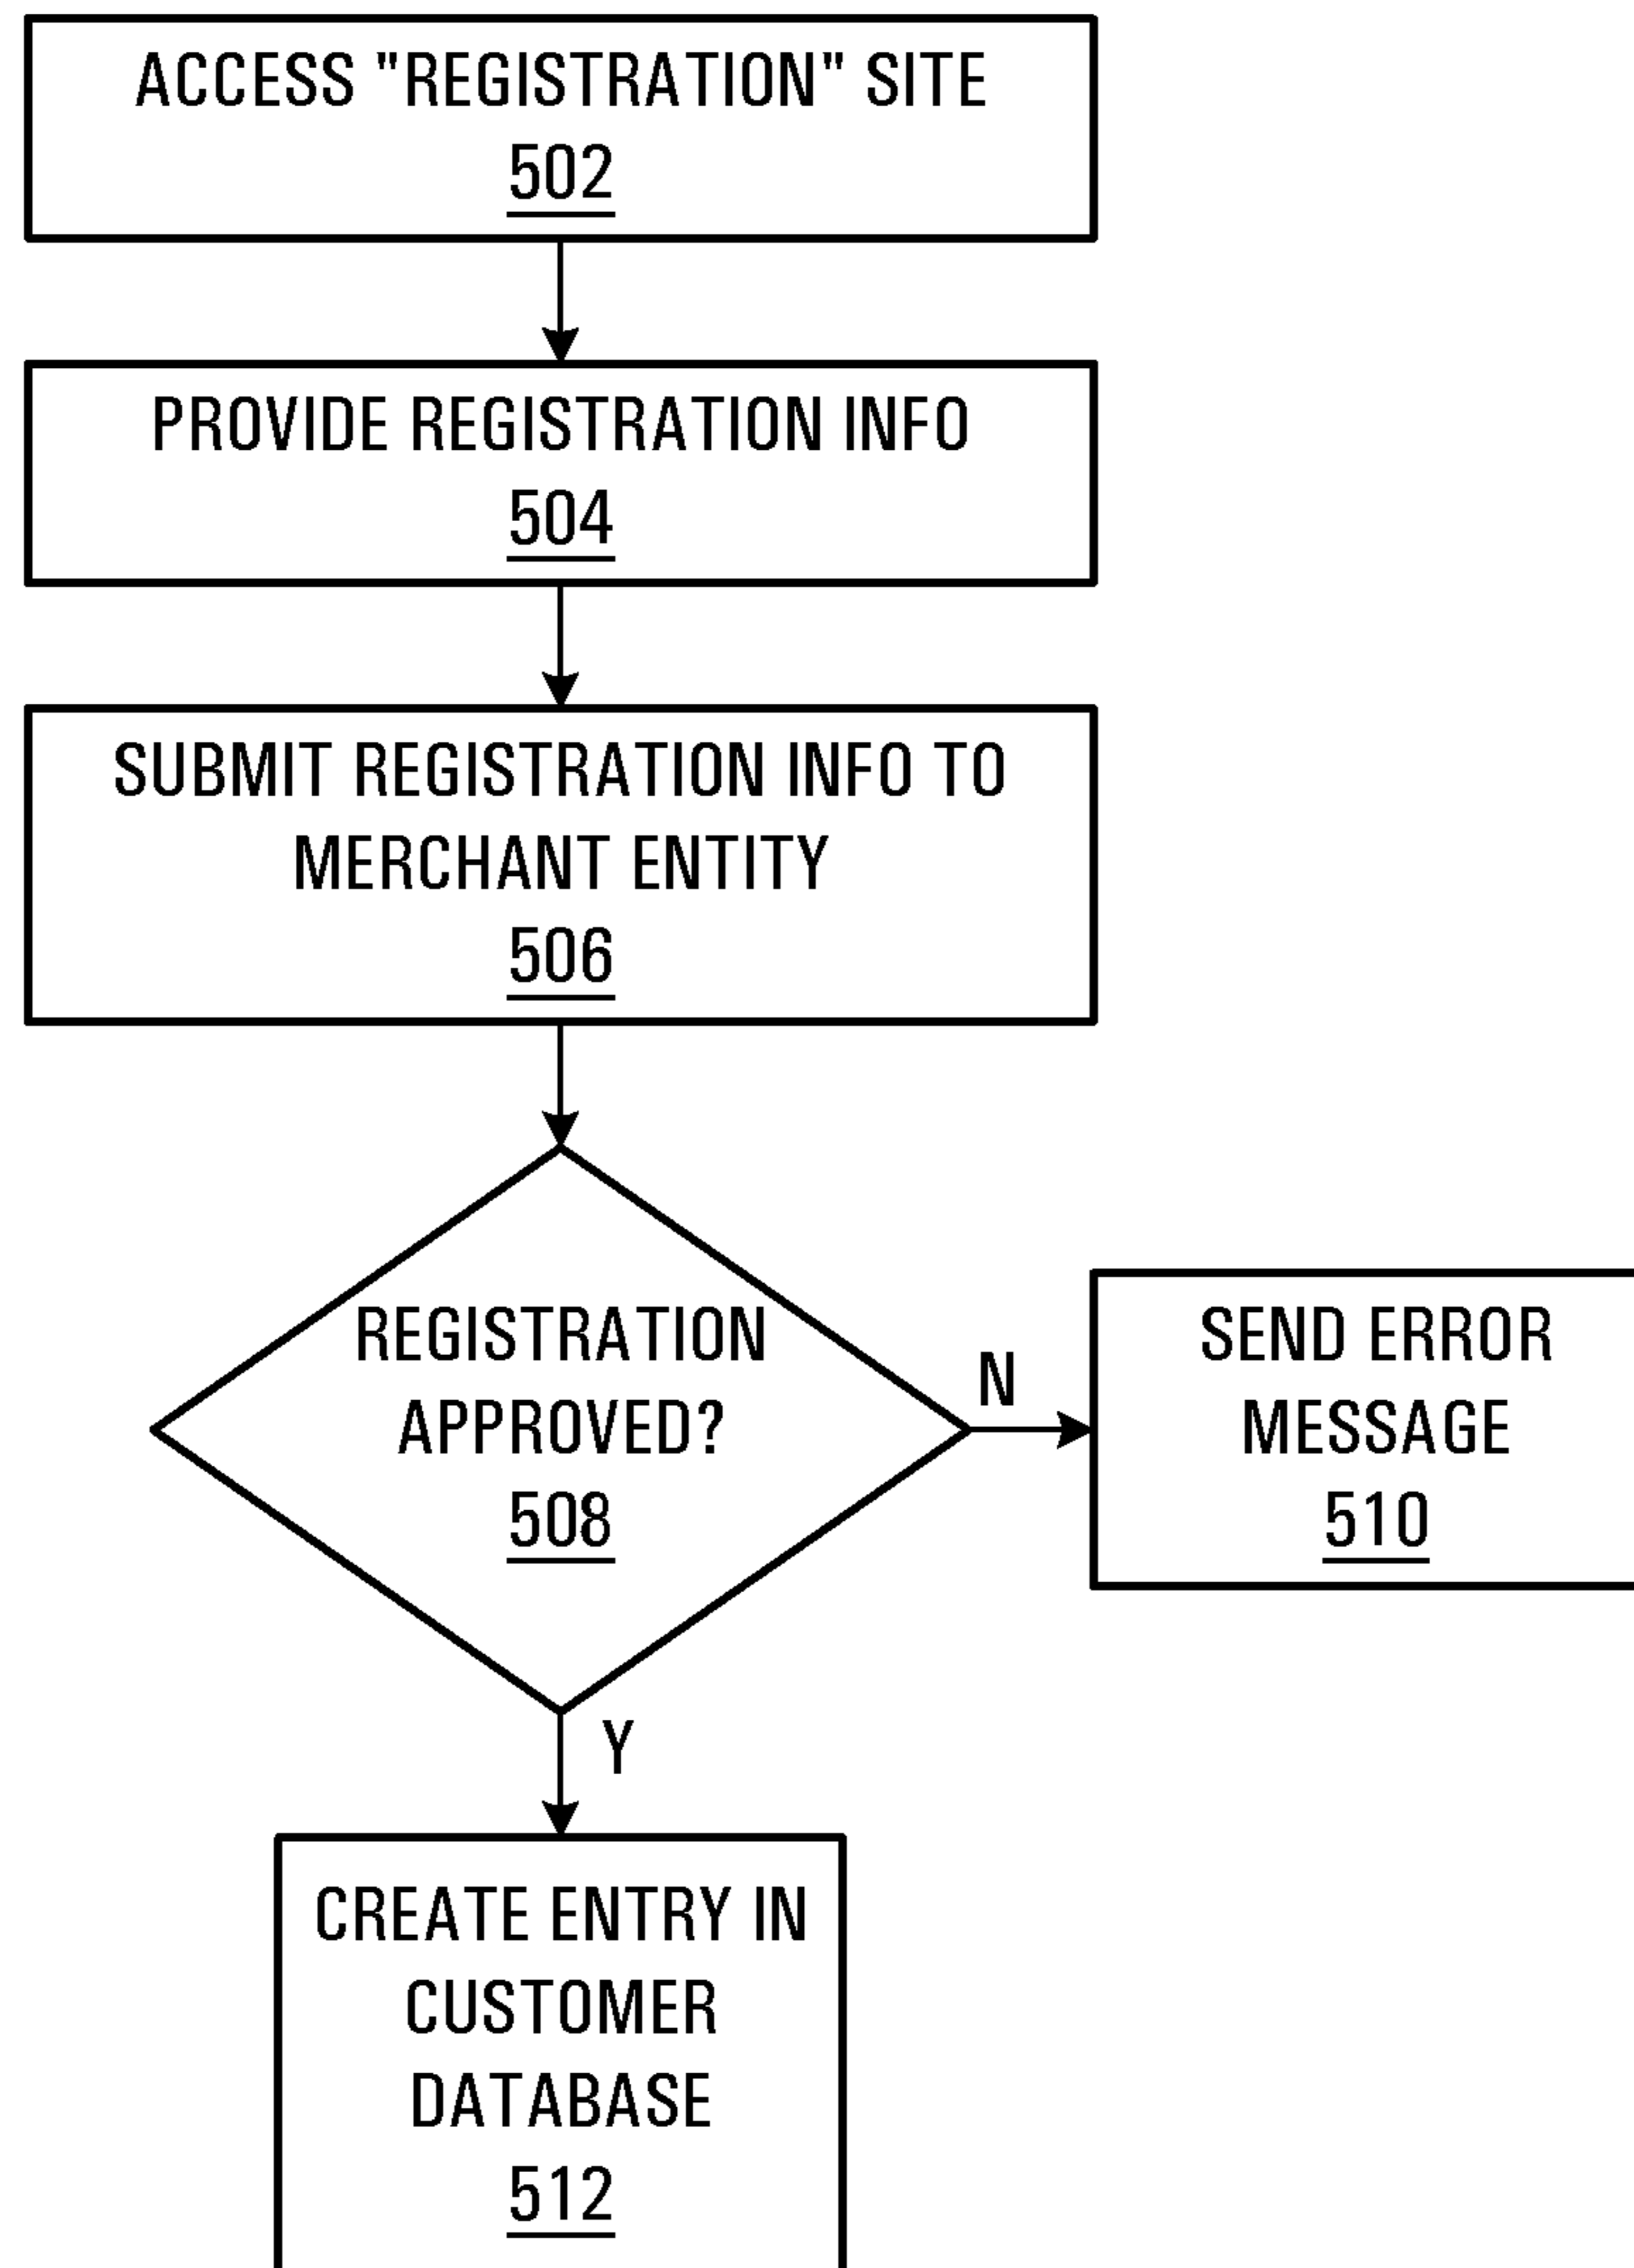 ACCESS "REGISTRATION" SITE
502
PROVIDE REGISTRATION INFO
504
SUBMIT REGISTRATION INFO TO
MERCHANT ENTITY
506
REGISTRATION
APPROVED?
508
N
SEND ERROR
MESSAGE
510
Y
CREATE ENTRY IN
CUSTOMER
DATABASE
512